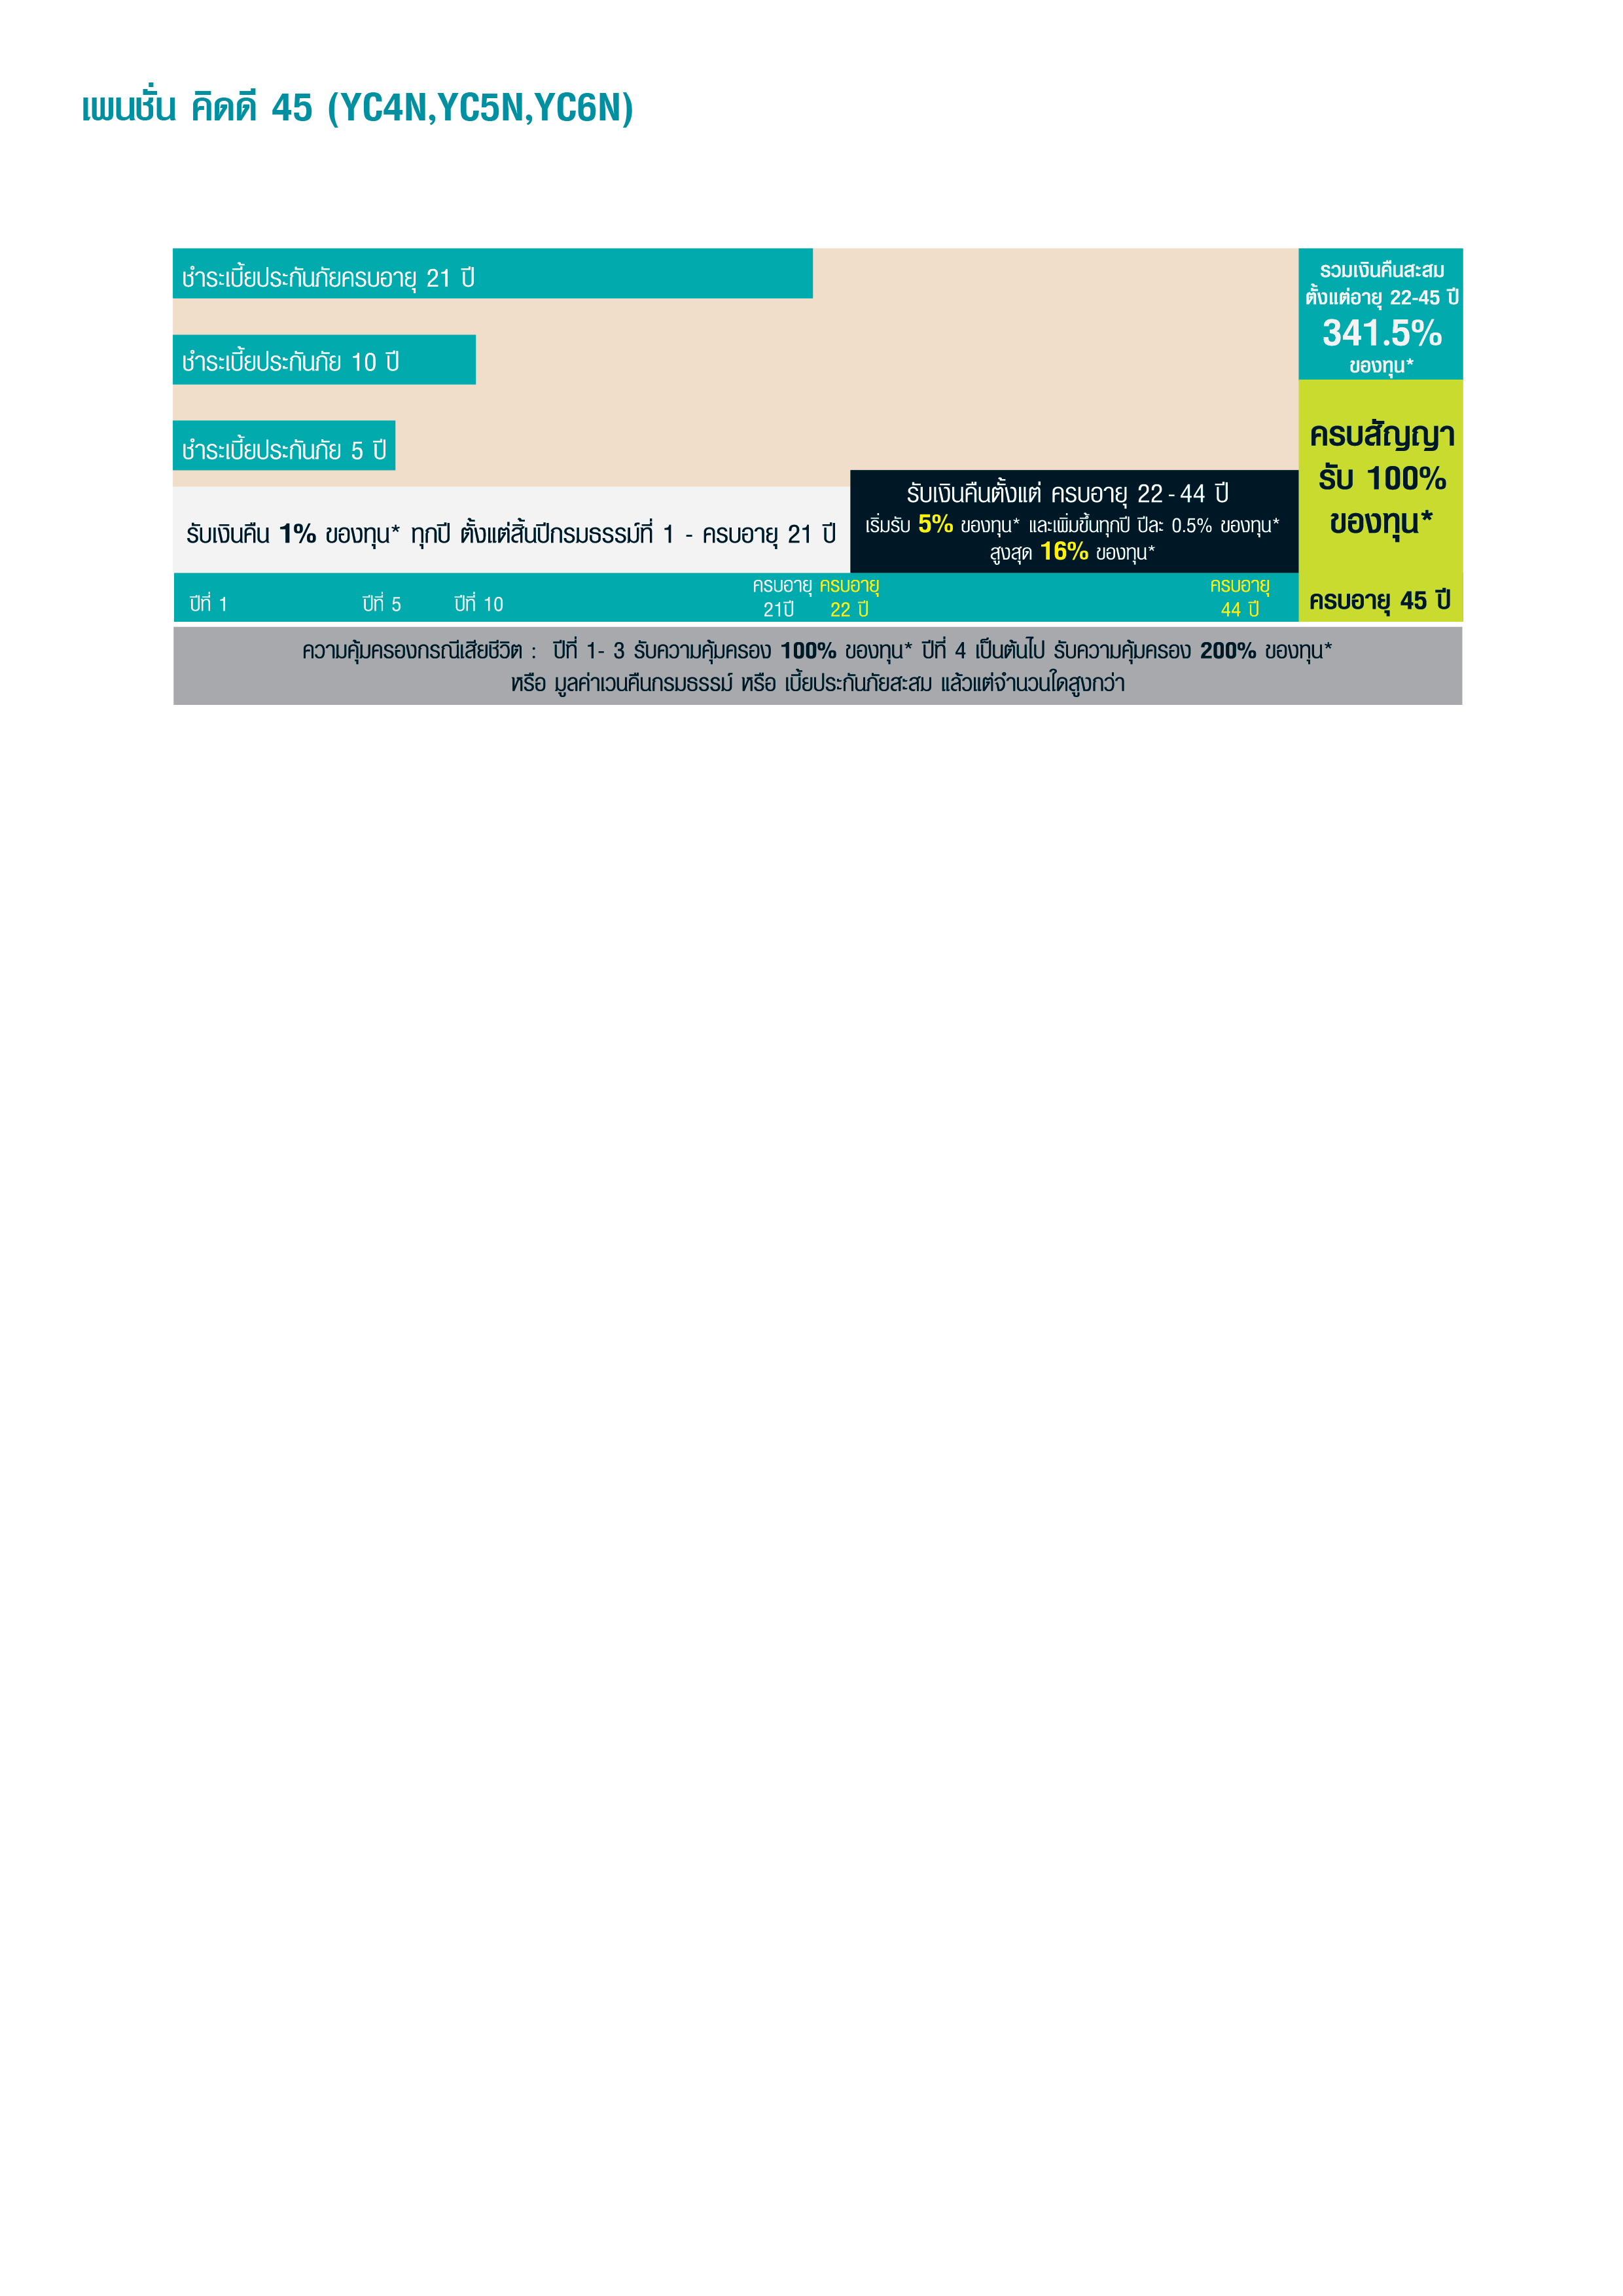 เพนชั่น คิดดี 45 (YC4N,YC5N,YC6N)
ชำระเบี้ยประกันภัยครบอายุ 21 ปี
ชำระเบี้ยประกันภัย 10 ปี
ชำระเบี้ยประกันภัย 5 ปี
รวมเงินคืนสะสม
ตั้งแต่อายุ 22-45 ปี
341.5%
ของทุน*
ครบสัญญา
รับ 100%
ของทุน*
รับเงินคืน 1% ของทุน* ทุกปี ตั้งแต่สิ้นปีกรมธรรม์ที่ 1 - ครบอายุ 21 ปี
รับเงินคืนตั้งแต่ ครบอายุ 22 - 44 ปี
เริ่มรับ 5% ของทุน* และเพิ่มขึ้นทุกปี ปีละ 0.5% ของทุน*
สูงสุด 16% ของทุน*
ปีที่ 1
ปีที่ 5
ปีที่ 10
ครบอายุ
21ปี
ครบอายุ
22 ปี
ครบอายุ
44 ปี
ครบอายุ 45 ปี
ความคุ้มครองกรณีเสียชีวิต : ปีที่ 1- 3 รับความคุ้มครอง 100% ของทุน* ปีที่ 4 เป็นต้นไป รับความคุ้มครอง 200% ของทุน*
หรือ มูลค่าเวนคืนกรมธรรม์ หรือ เบี้ยประกันภัยสะสม แล้วแต่จำนวนใดสูงกว่า